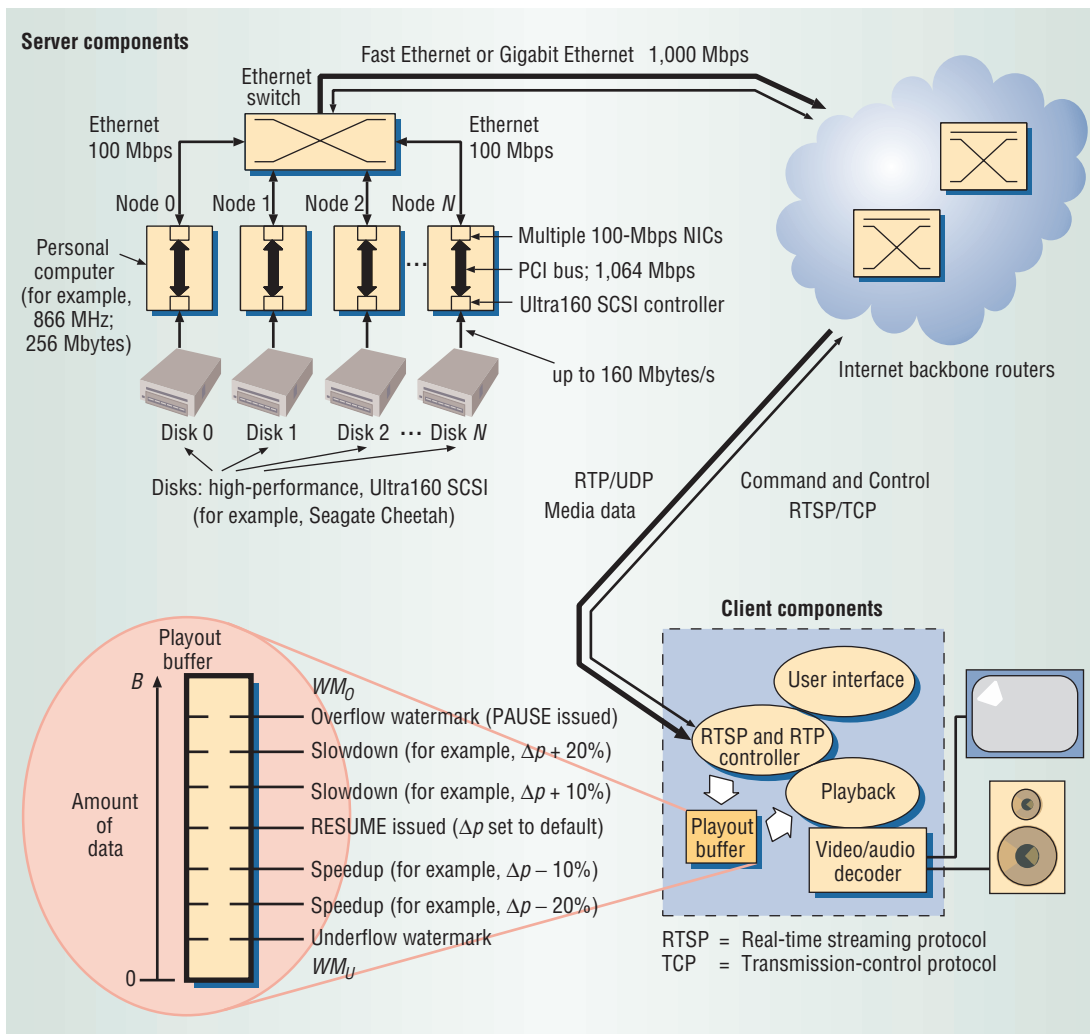 Server components
Fast Ethernet or Gigabit Ethernet 1,000 Mbps
Ethernet
switch
Ethernet
100 Mbps
Ethernet
100 Mbps
Node 0
Node 1
Node 2
Node N
Personal
computer
(for example,
866 MHz;
256 Mbytes)
...
Multiple 100-Mbps NICs
PCI bus; 1,064 Mbps
Ultra160 SCSI controller
up to 160 Mbytes/s
Internet backbone routers
Disk 0
Disk 1
Disk 2 ... Disk N
Disks: high-performance, Ultra160 SCSI
(for example, Seagate Cheetah)
RTP/UDP
Media data
Command and Control
RTSP/TCP
Client components
User interface
RTSP and RTP
controller
Playback
Playout
buffer
Video/audio
decoder
RTSP = Real-time streaming protocol
TCP = Transmission-control protocol
Playout
buffer
B
WM_O
Overflow watermark (PAUSE issued)
Slowdown (for example, Δp + 20%)
Slowdown (for example, Δp + 10%)
Amount
of
data
RESUME issued (Δp set to default)
Speedup (for example, Δp – 10%)
Speedup (for example, Δp – 20%)
Underflow watermark
0
WM_U